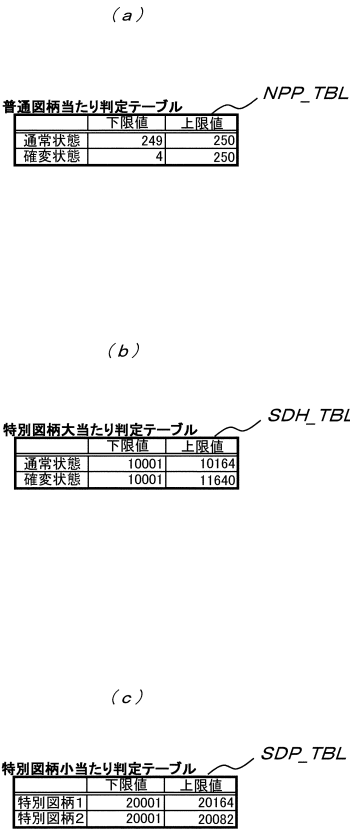 (a)
NPP_TBL
普通図柄当たり判定テーブル
下限値 上限値
通常状態 249 250
確変状態 4 250
(b)
SDH_TBL
特別図柄大当たり判定テーブル
下限値 上限値
通常状態 10001 10164
確変状態 10001 11640
(c)
SDP_TBL
特別図柄小当たり判定テーブル
下限値 上限値
特別図柄1 20001 20164
特別図柄2 20001 20082